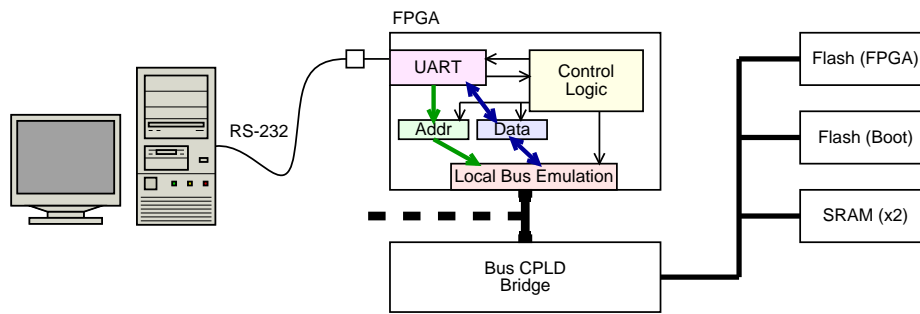 FPGA
RS-232
UART
Control
Logic
Addr
Data
Local Bus Emulation
Bus CPLD
Bridge
Flash (FPGA)
Flash (Boot)
SRAM (x2)